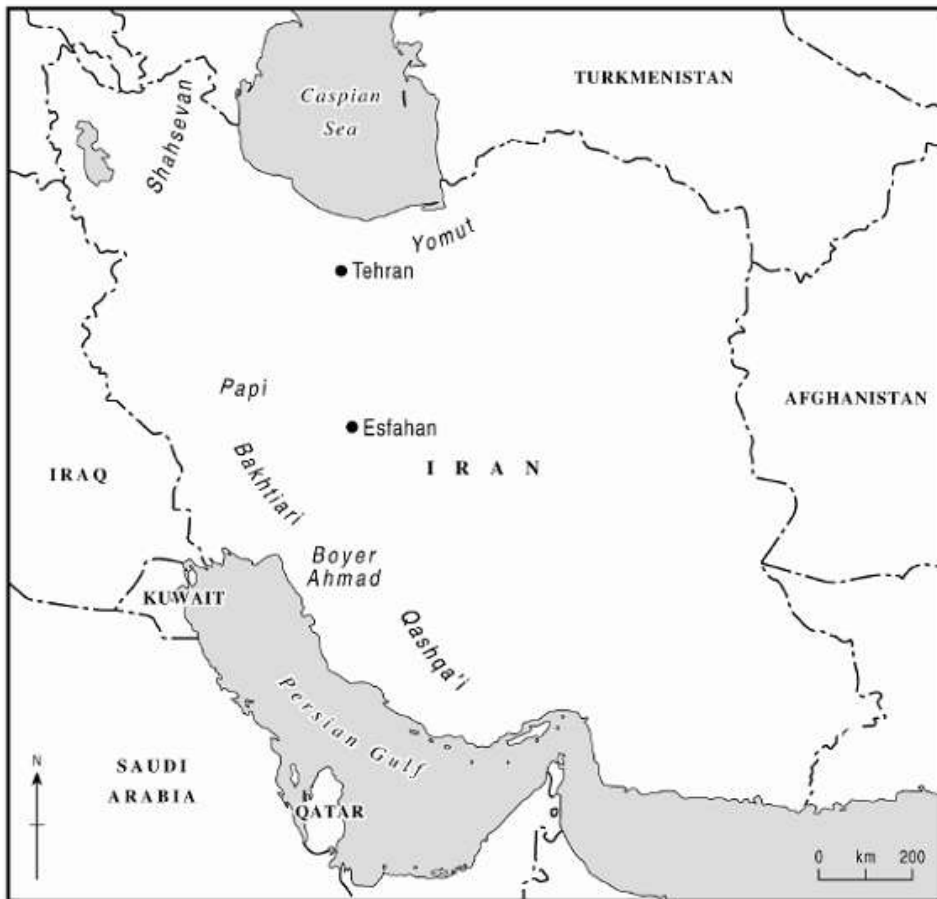 TURKMENISTAN
Caspian
Sea
Shahsevan
Yomut
Tehran
Papi
AFGHANISTAN
Esfahan
IRAN
IRAQ
Bakhtiari
Boyer
Ahmad
KUWAIT
Qashqa'i
Persian Gulf
SAUDI
ARABIA
N
QATAR
0 km 200